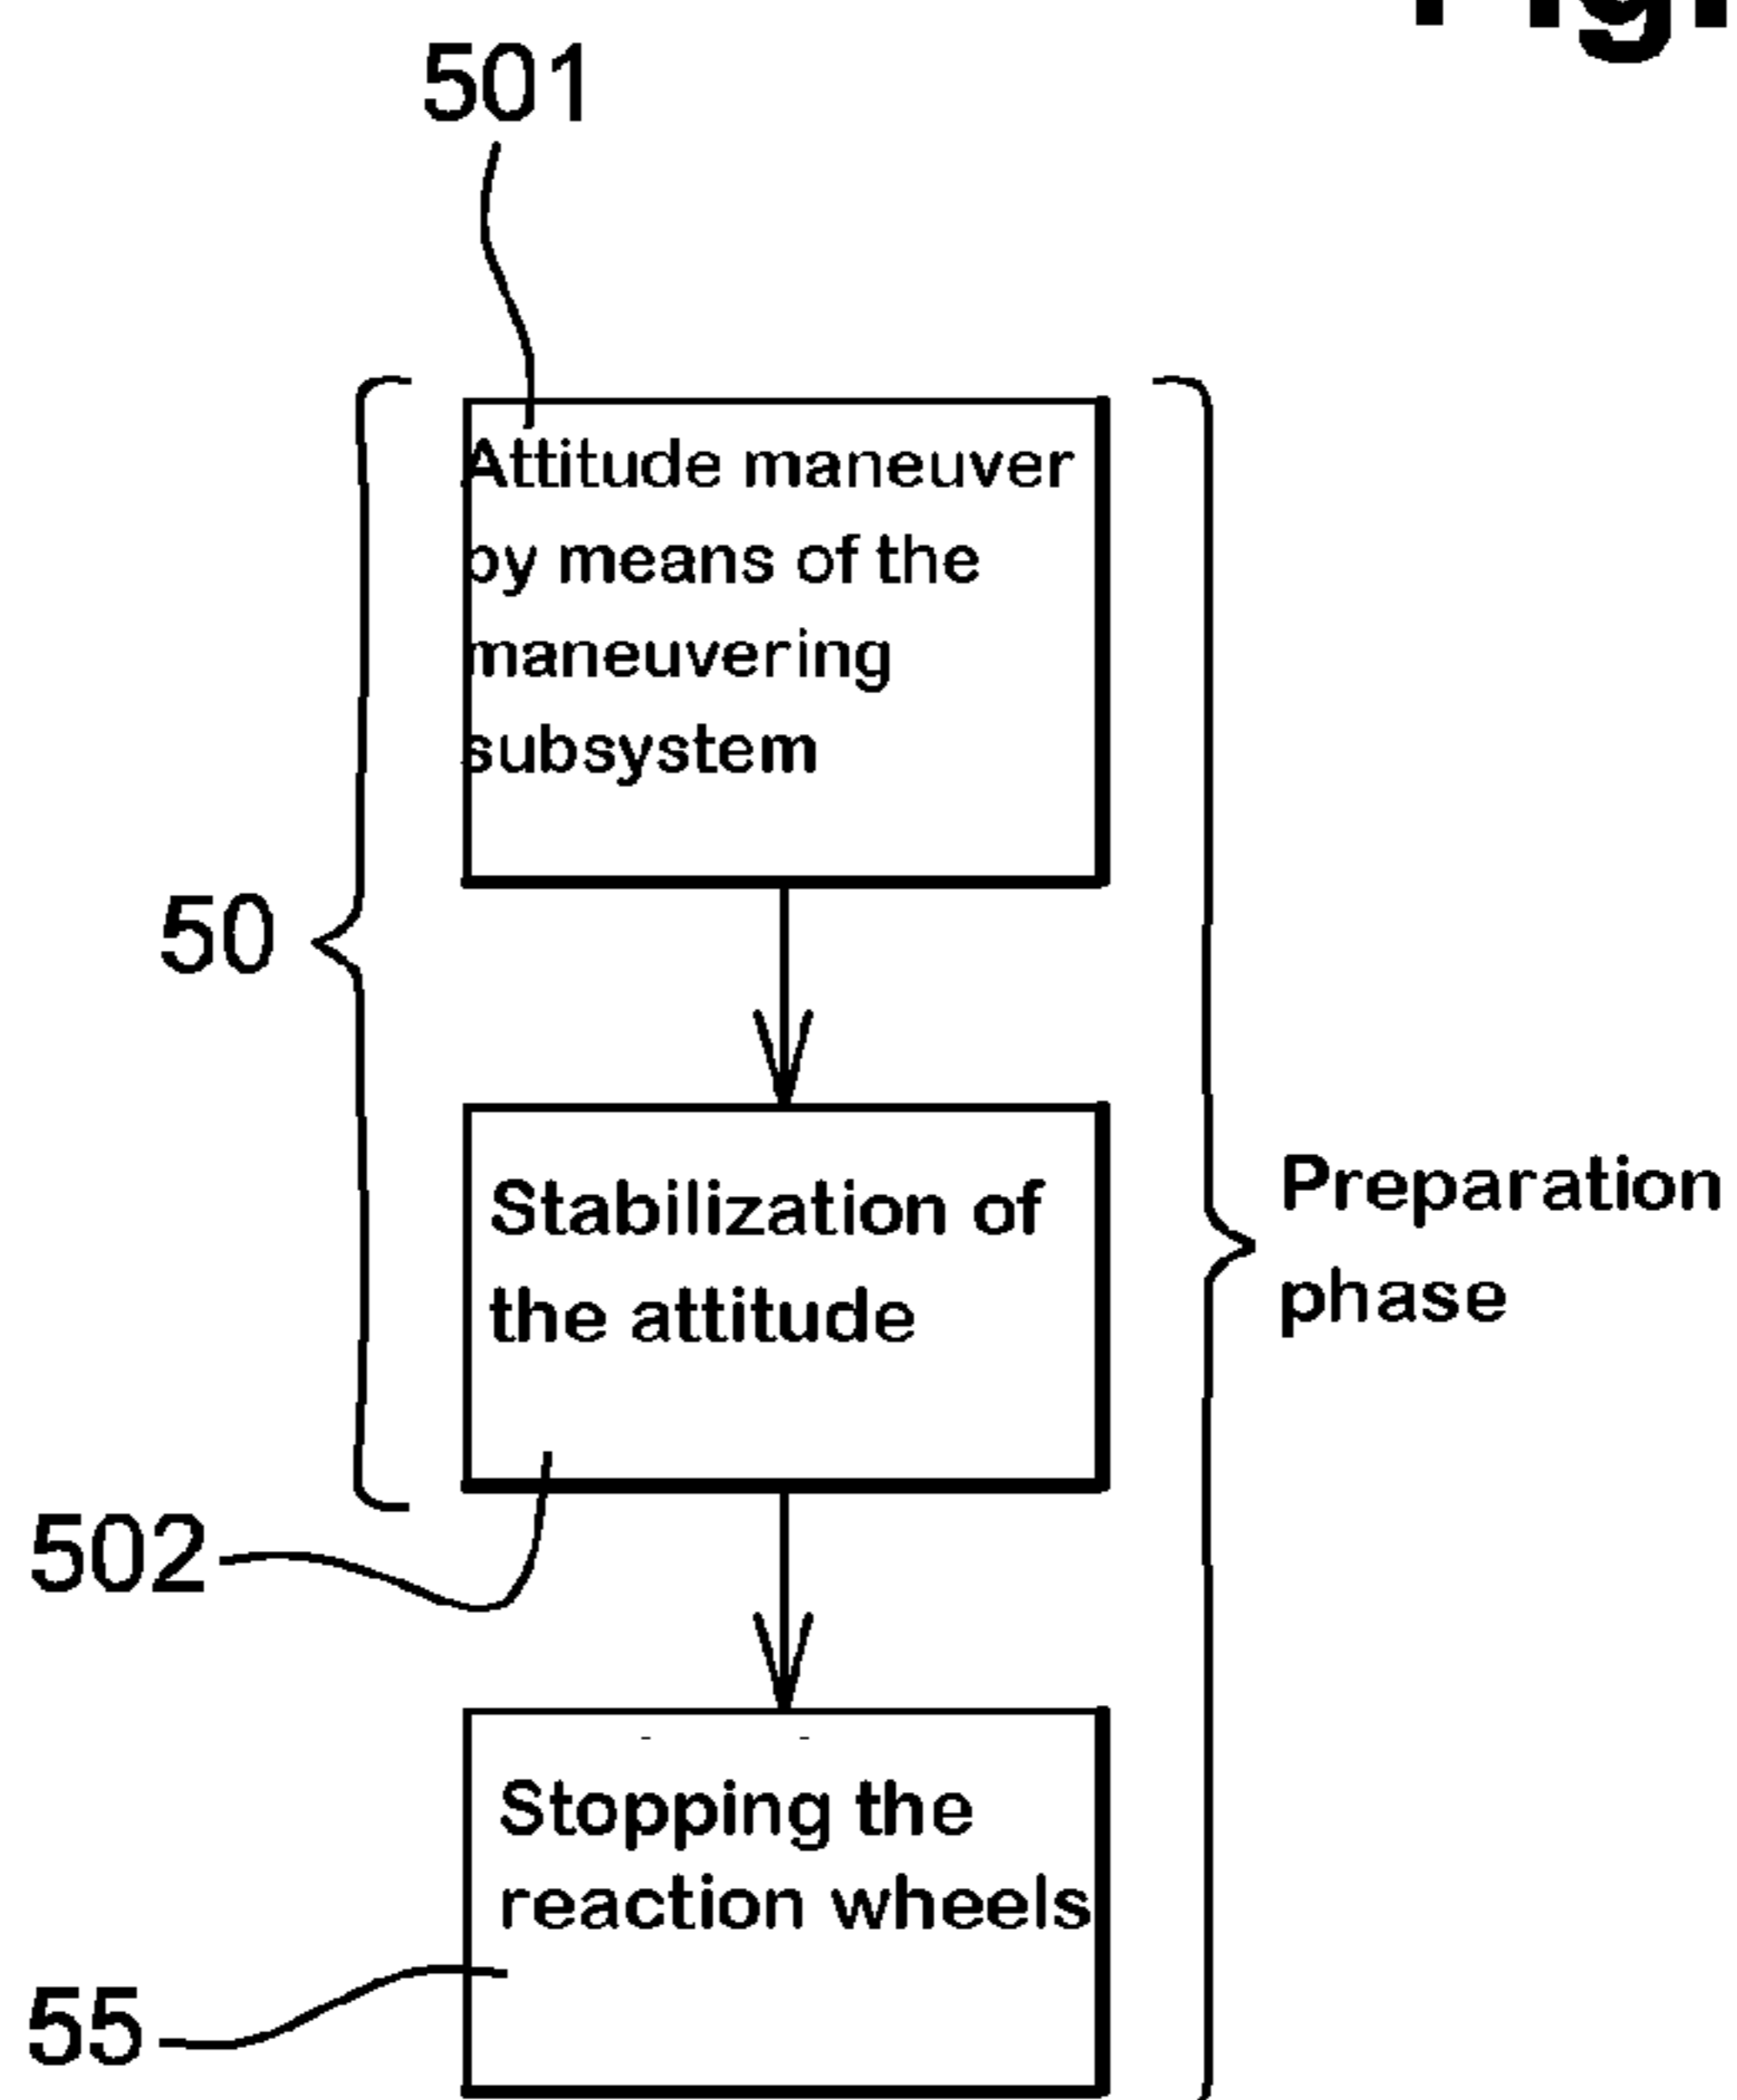 Fig.
501
Attitude maneuver
by means of the
maneuvering
subsystem
50
Stabilization of
the attitude
Preparation
phase
502
Stopping the
reaction wheels
55